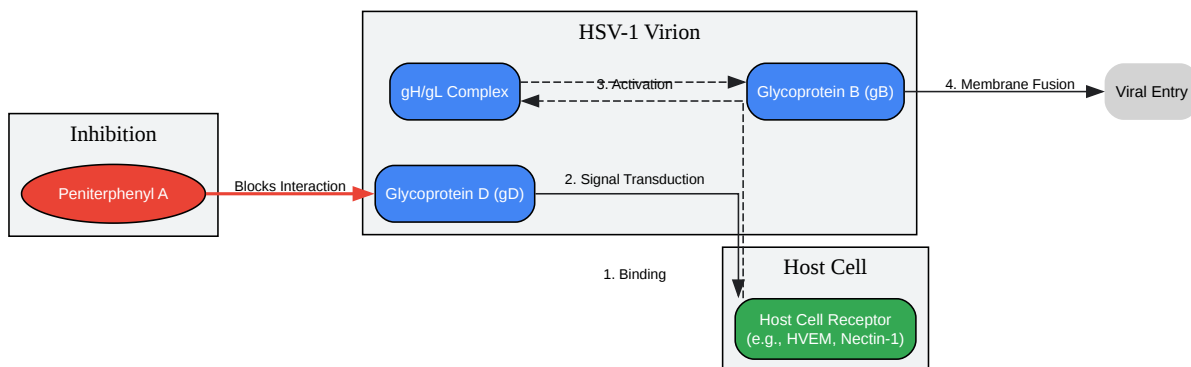 HSV-1 Virion
gH/gL Complex
3. Activation
Glycoprotein B (gB)
4. Membrane Fusion
Viral Entry
Inhibition
Peniterphenyl A
Blocks Interaction
Glycoprotein D (gD)
2. Signal Transduction
1. Binding
Host Cell
Host Cell Receptor
(e.g., HVEM, Nectin-1)